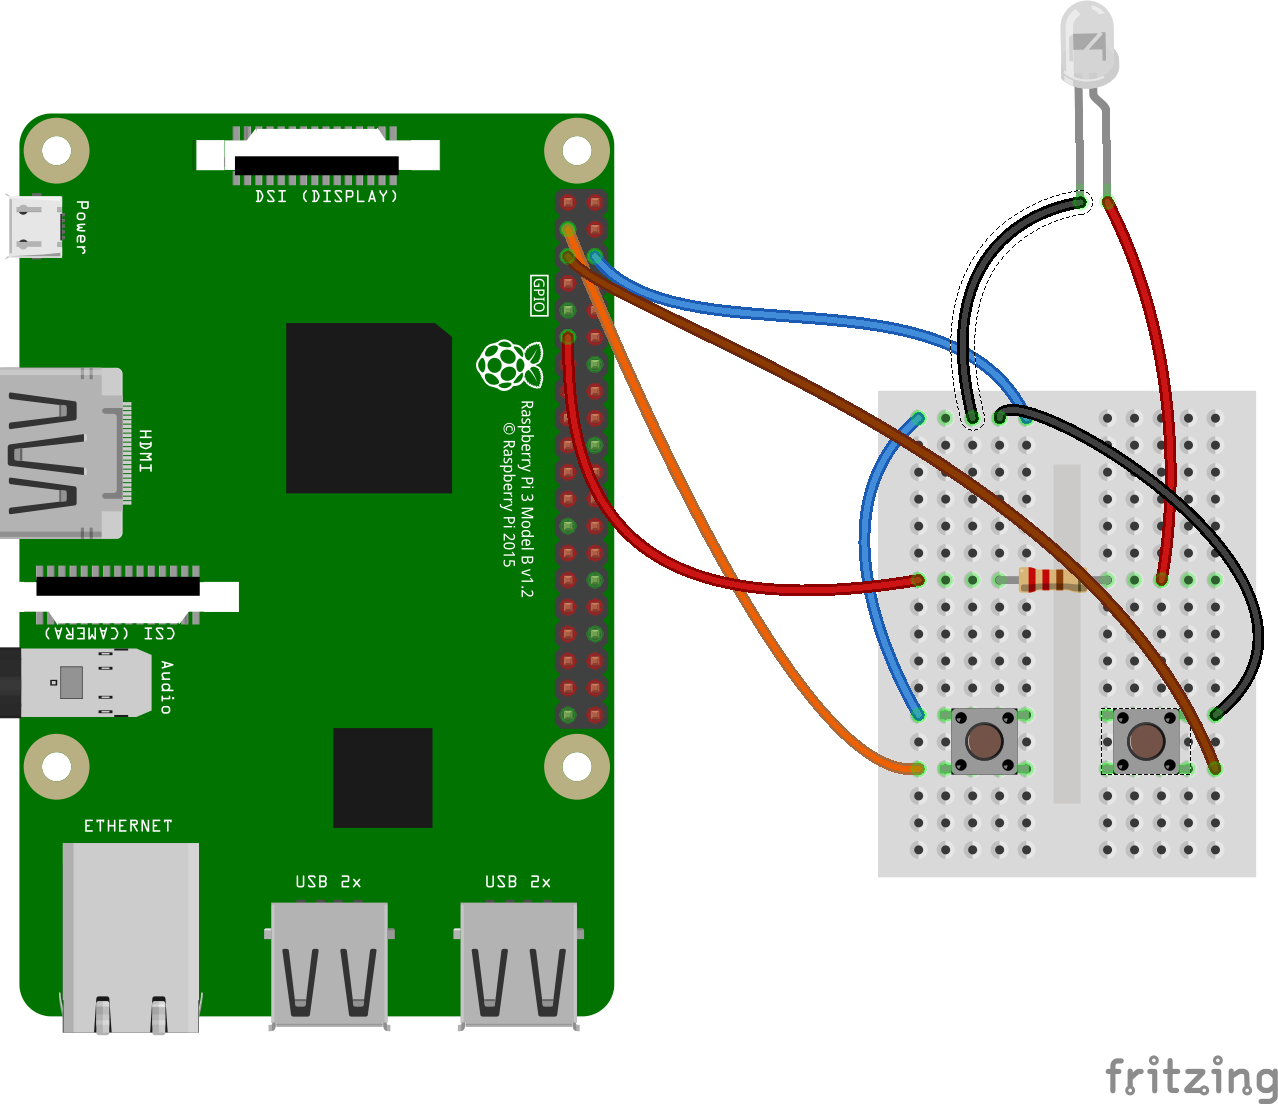 DSI (DISPLAY)
Power
GPIO
Raspberry Pi 3 Model B v1.2
© Raspberry Pi 2015
HDMI
CSI (CAMERA)
Audio
ETHERNET
USB 2x
USB 2x
fritzing